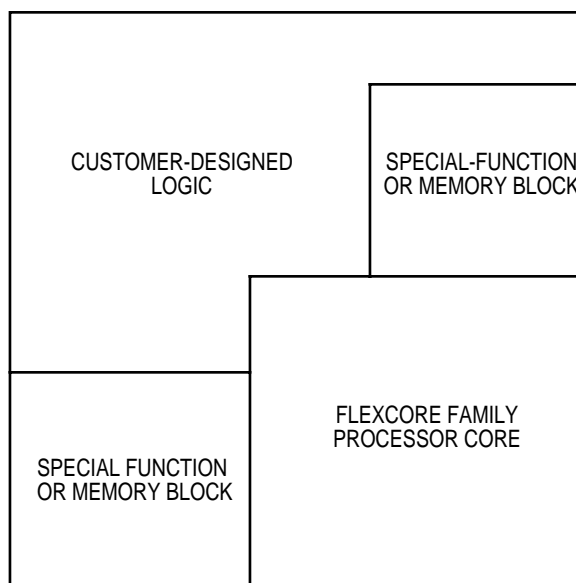 CUSTOMER-DESIGNED
LOGIC
SPECIAL-FUNCTION
OR MEMORY BLOCK
FLEXCORE FAMILY
PROCESSOR CORE
SPECIAL FUNCTION
OR MEMORY BLOCK